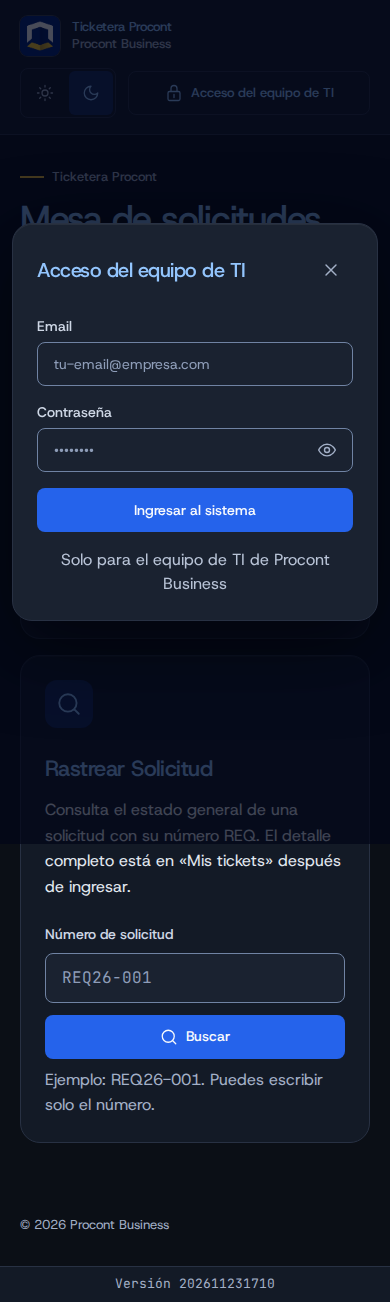 Ticketera Procont
Procont Business
Acceso del equipo de TI
Ticketera Procont
Mesa de solicitudes
Acceso del equipo de TI
Email
tu-email@empresa.com
Contraseña
••••••••
Ingresar al sistema
Solo para el equipo de TI de Procont
Business
Rastrear Solicitud
Consulta el estado general de una
solicitud con su número REQ. El detalle
completo está en «Mis tickets» después
de ingresar.
Número de solicitud
REQ26-001
Buscar
Ejemplo: REQ26-001. Puedes escribir
solo el número.
© 2026 Procont Business
Versión 202611231710